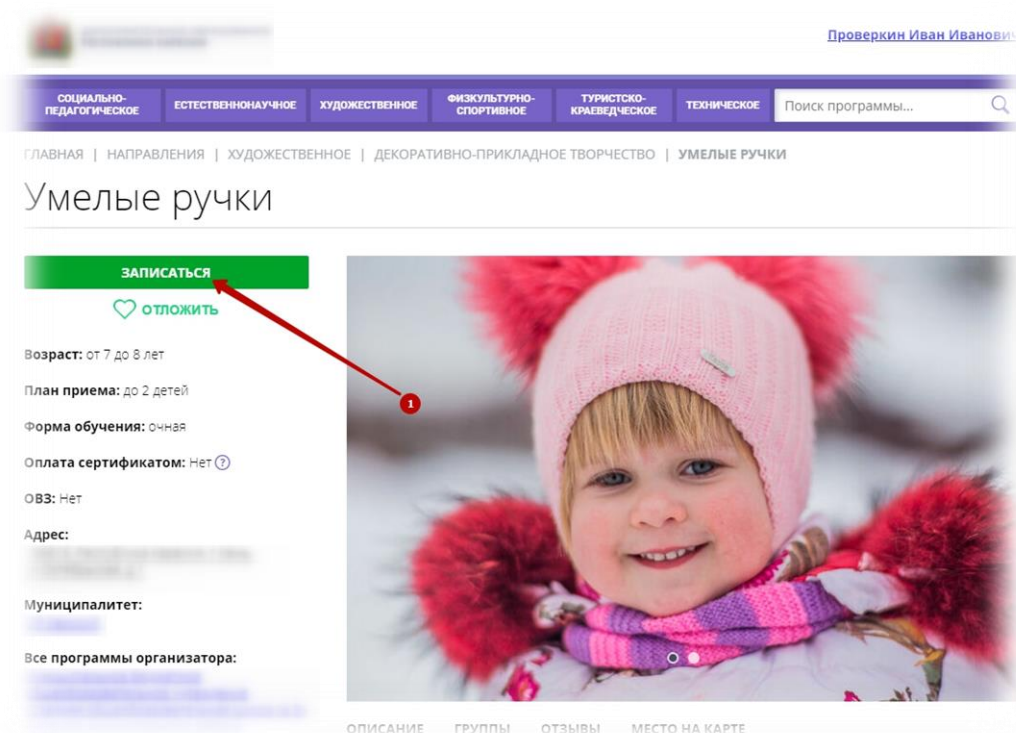 Проверкин Иван Иванович
СОЦИАЛЬНО-
ПЕДАГОГИЧЕСКОЕ
ЕСТЕСТВЕННОНАУЧНОЕ
ХУДОЖЕСТВЕННОЕ
ФИЗКУЛЬТУРНО-
СПОРТИВНОЕ
ТУРИСТСКО-
КРАЕВЕДЧЕСКОЕ
ТЕХНИЧЕСКОЕ
Поиск программы...
ГЛАВНАЯ | НАПРАВЛЕНИЯ | ХУДОЖЕСТВЕННОЕ | ДЕКОРАТИВНО-ПРИКЛАДНОЕ ТВОРЧЕСТВО | УМЕЛЫЕ РУЧКИ
Умелые ручки
ЗАПИСАТЬСЯ
ОТЛОЖИТЬ
1
Возраст: от 7 до 8 лет
План приема: до 2 детей
Форма обучения: очная
Оплата сертификатом: Нет ?
ОВЗ: Нет
Адрес:
Муниципалитет:
Все программы организатора:
ОПИСАНИЕ ГРУППЫ ОТЗЫВЫ МЕСТО НА КАРТЕ